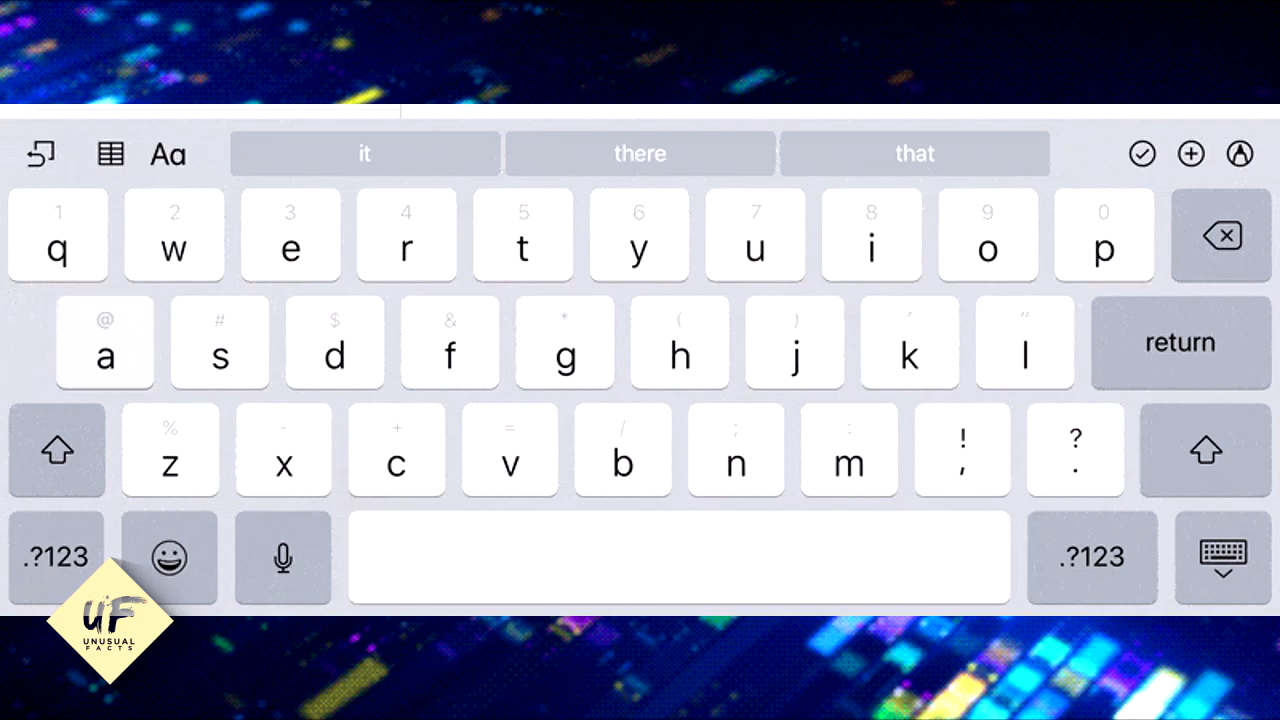 Aa it there that
1 2 3 4 5 6 7 8 9 0
q w e r t y u i o p
@ # $ & * ( ) ' "
a s d f g h j k l return
% - + = / ; : ! ?
z x c v b n m , .
.?123 .?123
UF
UNUSUAL
FACTS